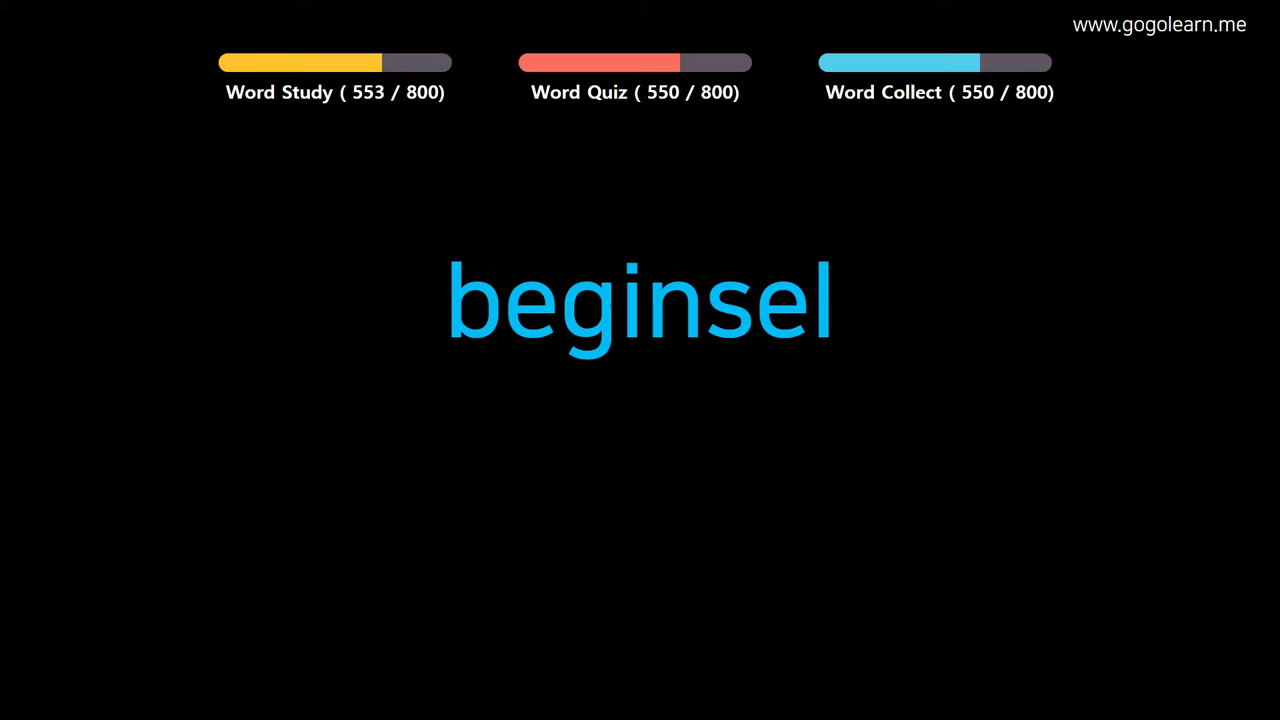 www.gogolearn.me
Word Study ( 553 / 800)
Word Quiz ( 550 / 800)
Word Collect ( 550 / 800)
beginsel